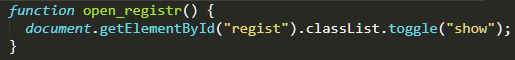 function open_registr() {
  document.getElementById("regist").classList.toggle("show");
}